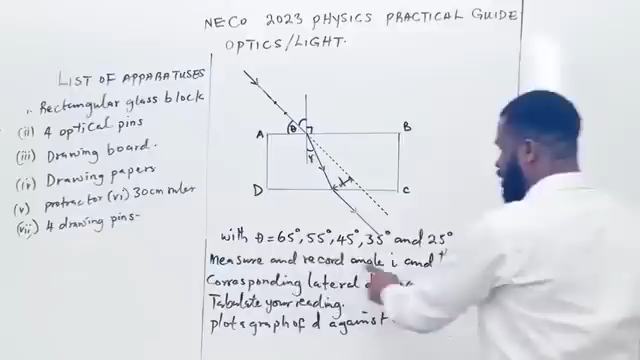 NECO 2023 PHYSICS PRACTICAL GUIDE
OPTICS/LIGHT.
LIST OF APPARATUSES
i. Rectangular glass block
(ii) 4 optical pins
(iii) Drawing board.
(iv) Drawing papers
(v) protractor (vi) 30cm ruler
(vii) 4 drawing pins-
A
B
θ
r
D
C
with θ = 65°, 55°, 45°, 35° and 25°
Measure and record angle i and
Corresponding lateral
Tabulate your reading.
plot a graph of d against